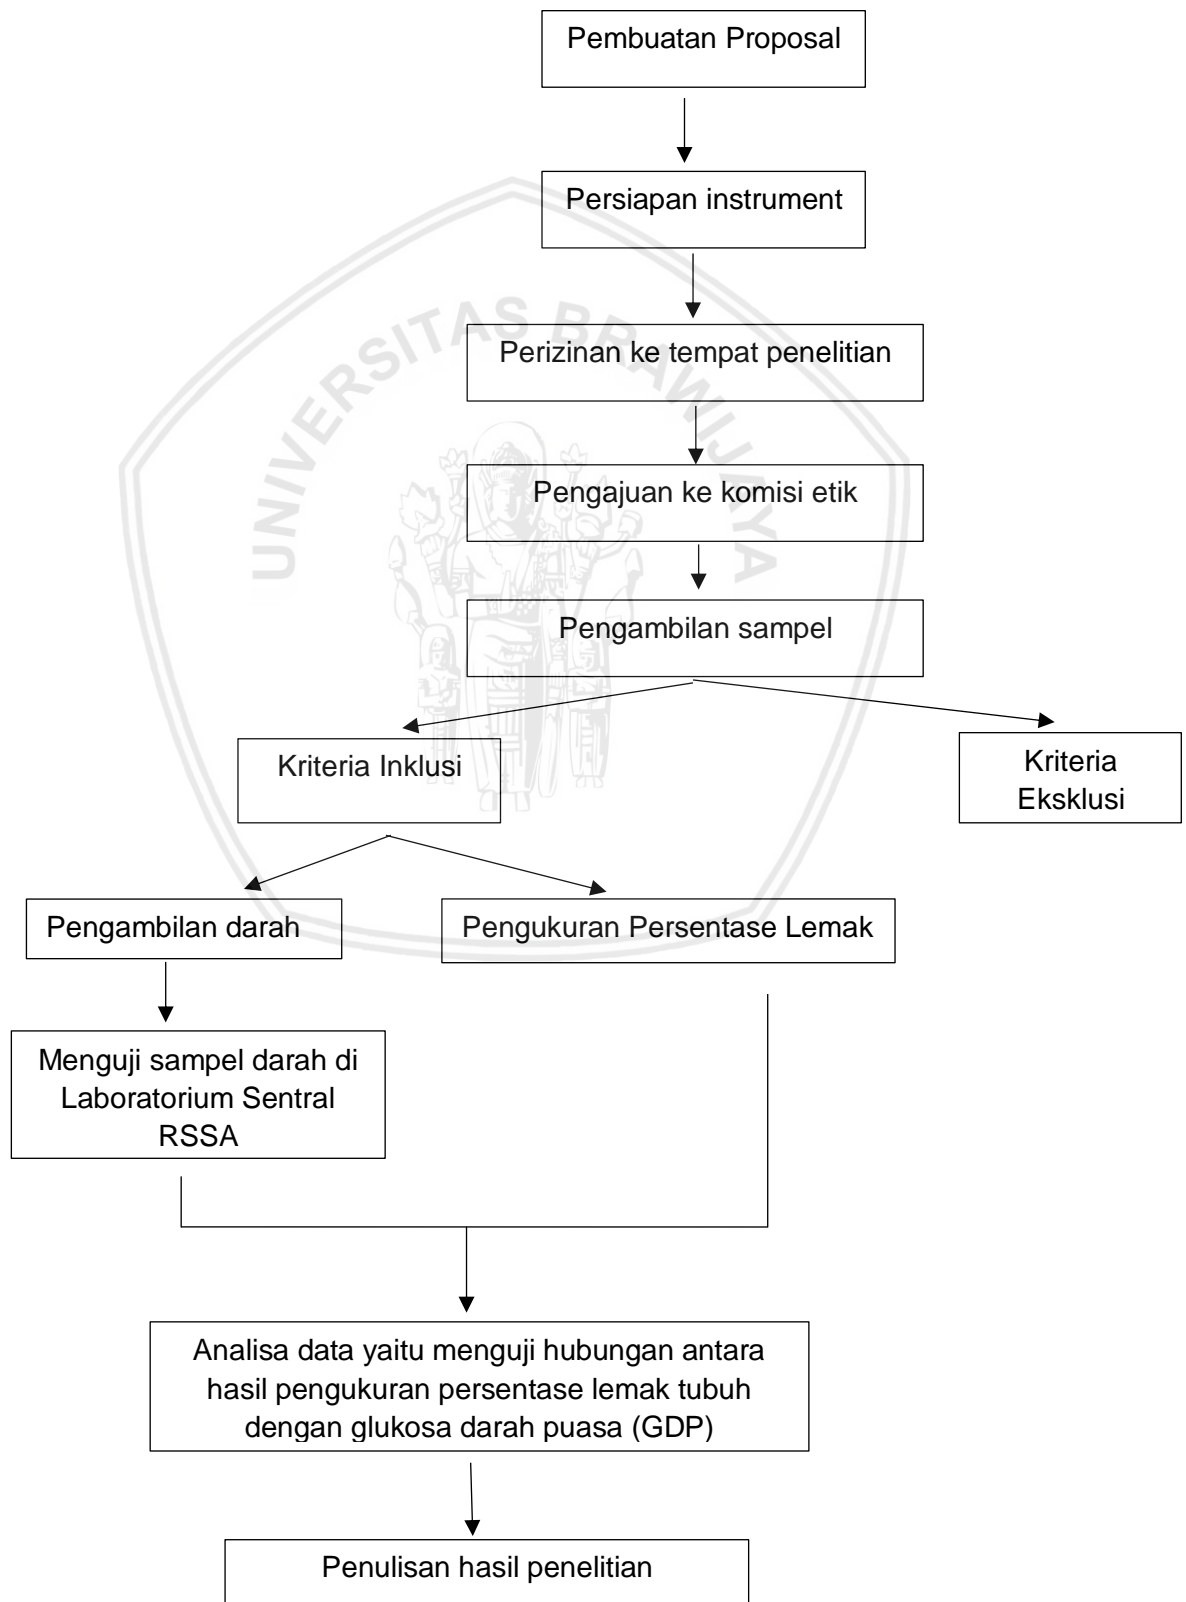 Pembuatan Proposal
Persiapan instrument
UNIVERSITAS BRAWIJAYA
Perizinan ke tempat penelitian
Pengajuan ke komisi etik
Pengambilan sampel
Kriteria Inklusi
Kriteria
Eksklusi
Pengambilan darah
Pengukuran Persentase Lemak
Menguji sampel darah di
Laboratorium Sentral
RSSA
Analisa data yaitu menguji hubungan antara
hasil pengukuran persentase lemak tubuh
dengan glukosa darah puasa (GDP)
Penulisan hasil penelitian